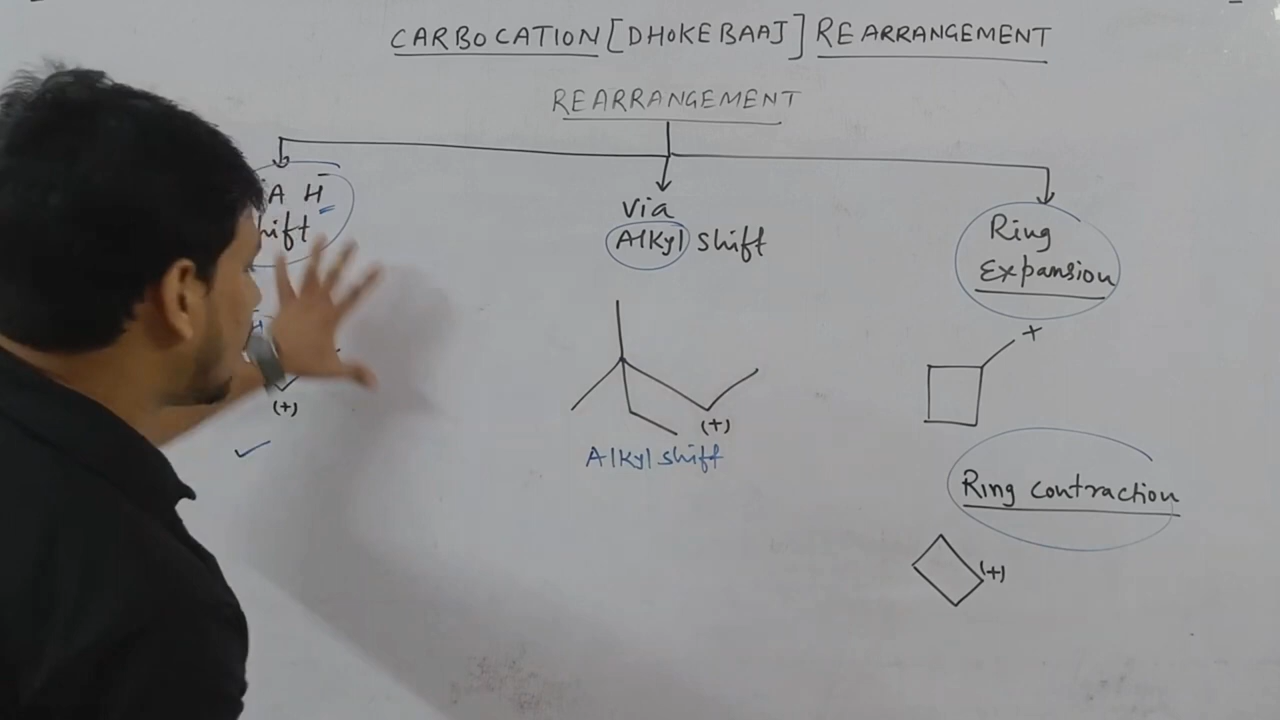 CARBOCATION [DHOKEBAAJ] REARRANGEMENT
REARRANGEMENT
H̄
via
Alkyl shift
Ring
Expansion
H
(+)
(+)
Alkyl shift
+
Ring contraction
(+)